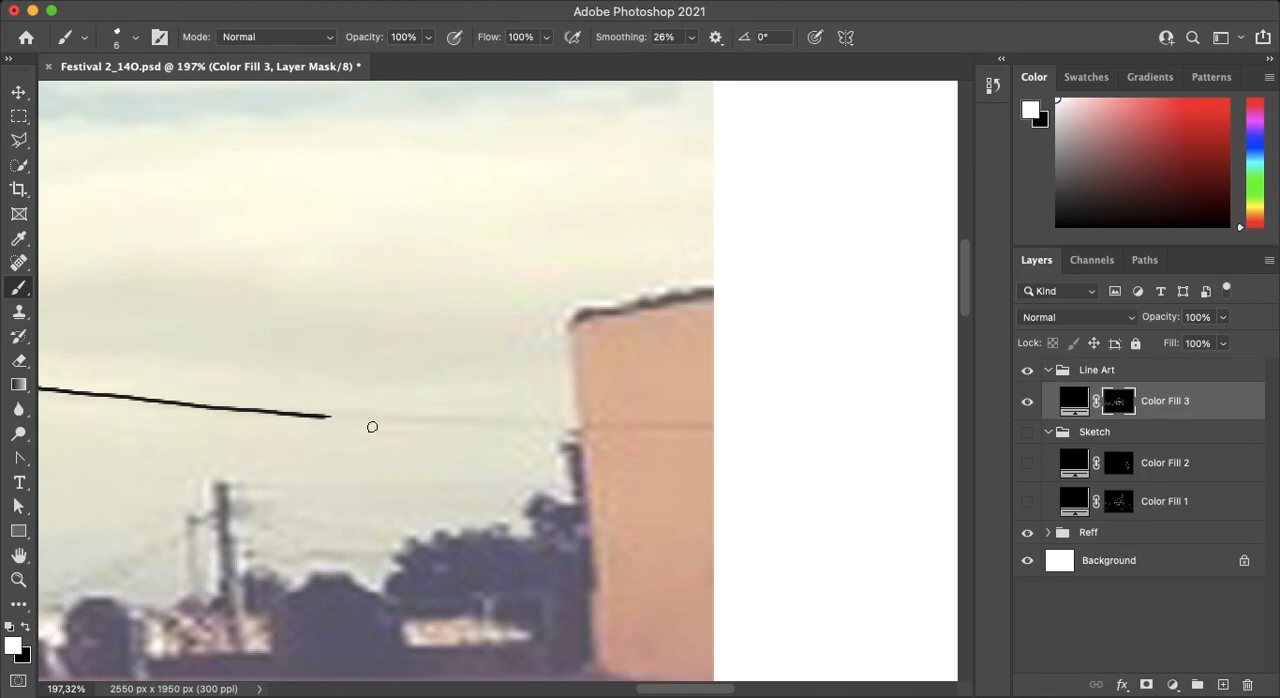 Adobe Photoshop 2021
6
Mode: Normal Opacity: 100% Flow: 100% Smoothing: 26% 0°
× Festival 2_14O.psd @ 197% (Color Fill 3, Layer Mask/8) *
Color Swatches Gradients Patterns
Layers Channels Paths
Kind
Normal Opacity: 100%
Lock: Fill: 100%
Line Art
Color Fill 3
Sketch
Color Fill 2
Color Fill 1
Reff
Background
197,32% 2550 px x 1950 px (300 ppi)